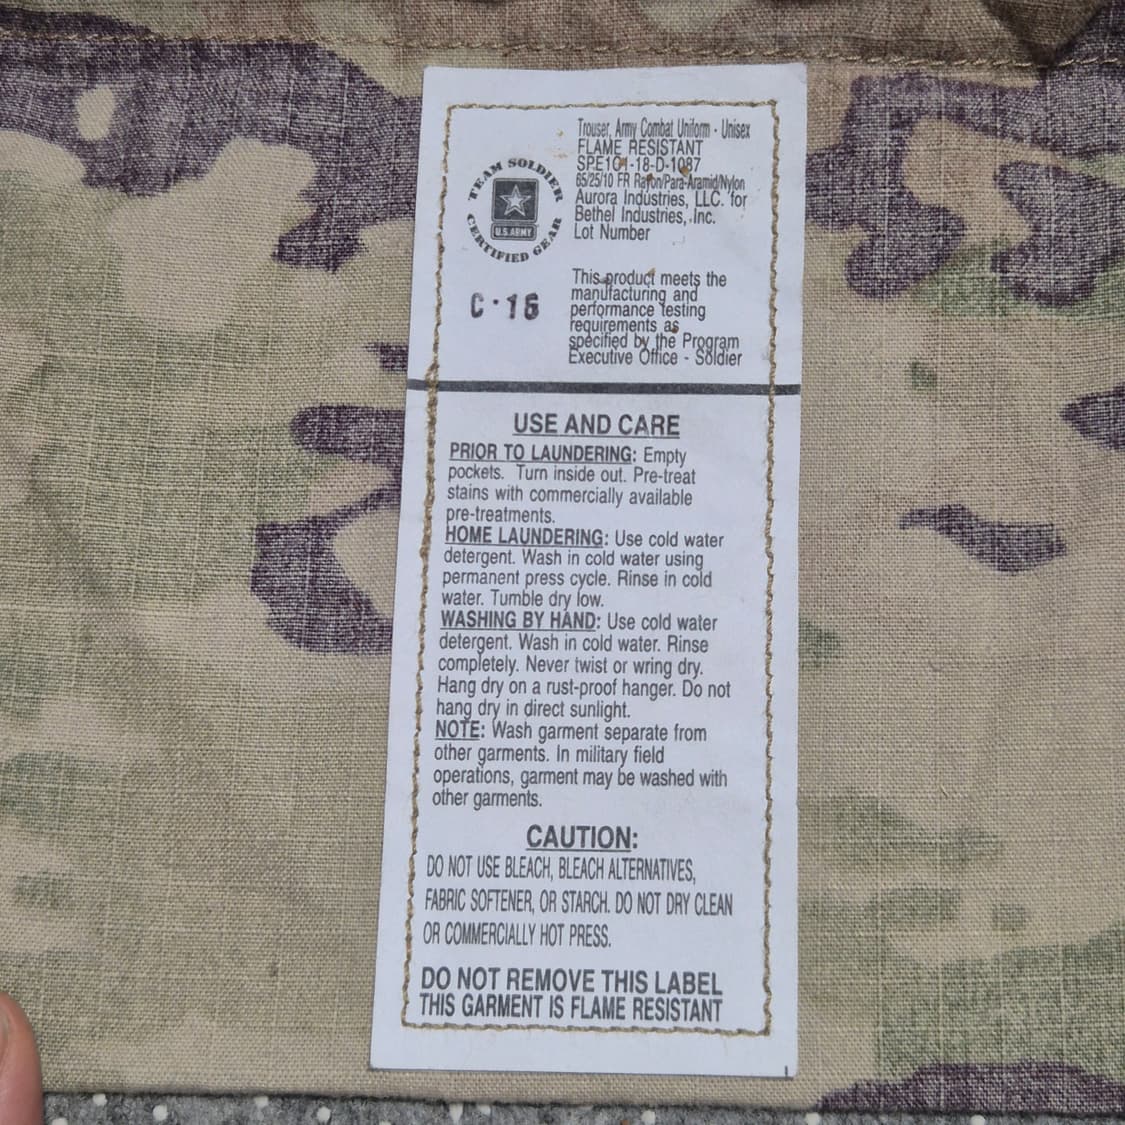 Trouser, Army Combat Uniform - Unisex
FLAME RESISTANT
SPE1C1-18-D-1087
65/25/10 FR Rayon/Para-Aramid/Nylon
Aurora Industries, LLC. for
Bethel Industries, Inc.
Lot Number
TEAM SOLDIER
U.S. ARMY
CERTIFIED GEAR
C-16
This product meets the
manufacturing and
performance testing
requirements as
specified by the Program
Executive Office - Soldier
USE AND CARE
PRIOR TO LAUNDERING: Empty
pockets. Turn inside out. Pre-treat
stains with commercially available
pre-treatments.
HOME LAUNDERING: Use cold water
detergent. Wash in cold water using
permanent press cycle. Rinse in cold
water. Tumble dry low.
WASHING BY HAND: Use cold water
detergent. Wash in cold water. Rinse
completely. Never twist or wring dry.
Hang dry on a rust-proof hanger. Do not
hang dry in direct sunlight.
NOTE: Wash garment separate from
other garments. In military field
operations, garment may be washed with
other garments.
CAUTION:
DO NOT USE BLEACH, BLEACH ALTERNATIVES,
FABRIC SOFTENER, OR STARCH. DO NOT DRY CLEAN
OR COMMERCIALLY HOT PRESS.
DO NOT REMOVE THIS LABEL
THIS GARMENT IS FLAME RESISTANT